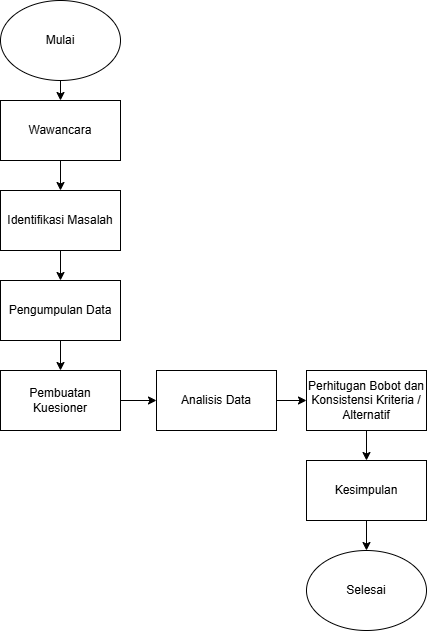 Mulai
Wawancara
Identifikasi Masalah
Pengumpulan Data
Pembuatan
Kuesioner
Analisis Data
Perhitugan Bobot dan
Konsistensi Kriteria /
Alternatif
Kesimpulan
Selesai